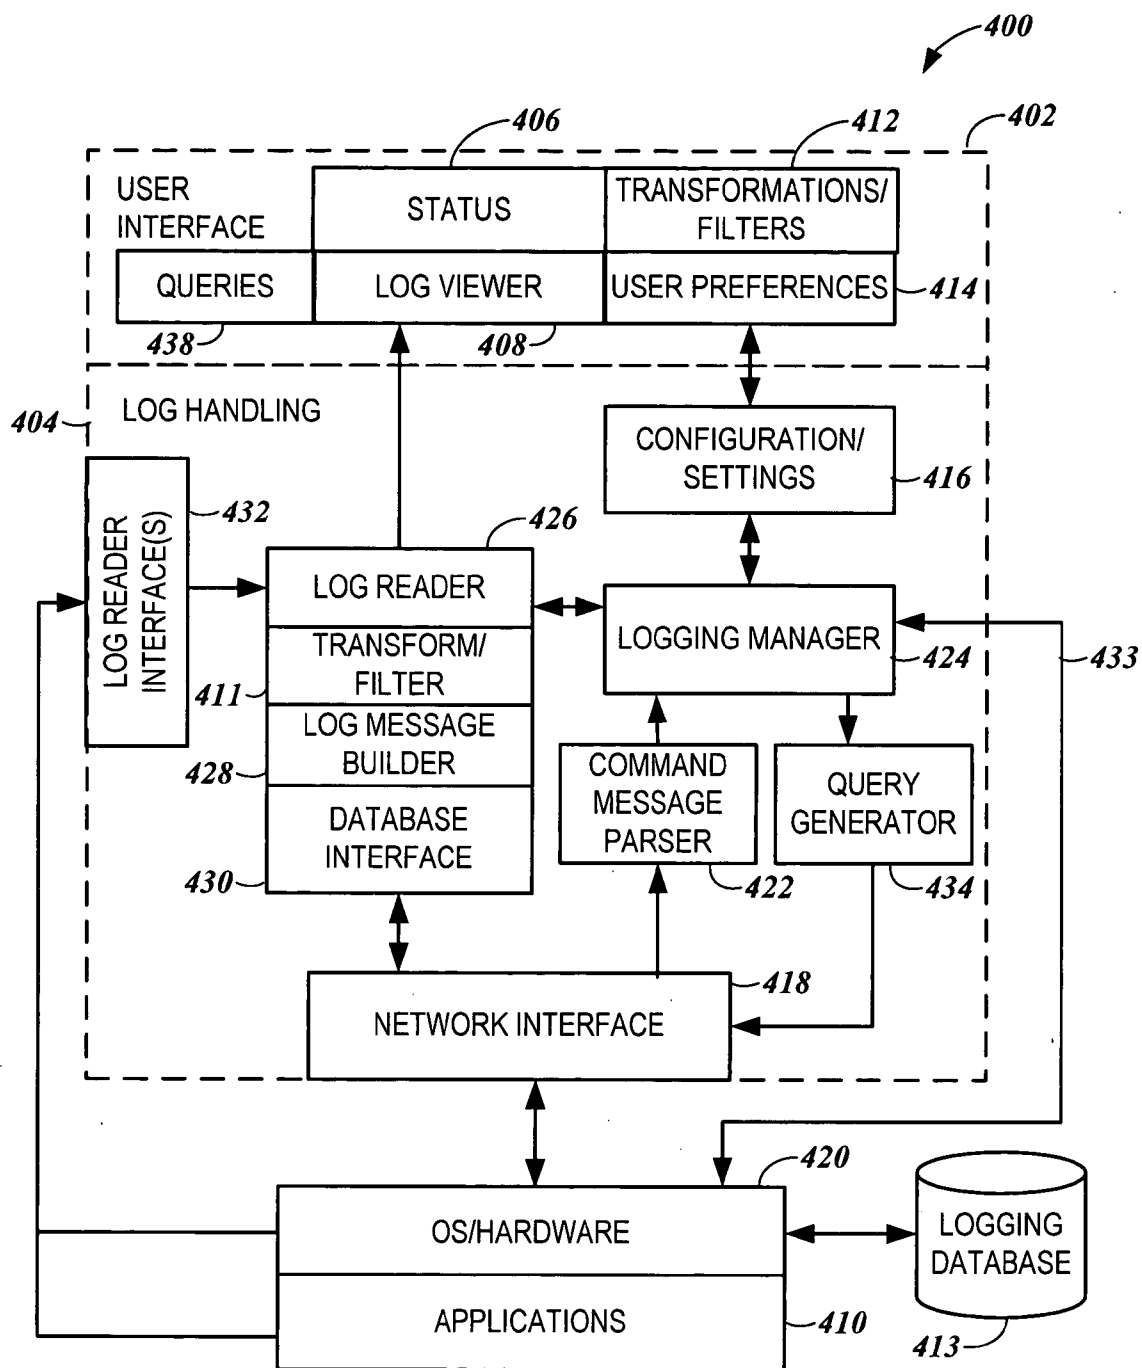 400
402
406
412
USER
INTERFACE
STATUS
TRANSFORMATIONS/
FILTERS
QUERIES
LOG VIEWER
USER PREFERENCES
414
438
408
404
LOG HANDLING
CONFIGURATION/
SETTINGS
416
LOG READER
INTERFACE(S)
432
426
LOG READER
TRANSFORM/
FILTER
411
LOG MESSAGE
BUILDER
428
DATABASE
INTERFACE
430
LOGGING MANAGER
424
433
COMMAND
MESSAGE
PARSER
422
QUERY
GENERATOR
434
418
NETWORK INTERFACE
420
OS/HARDWARE
APPLICATIONS
410
LOGGING
DATABASE
413